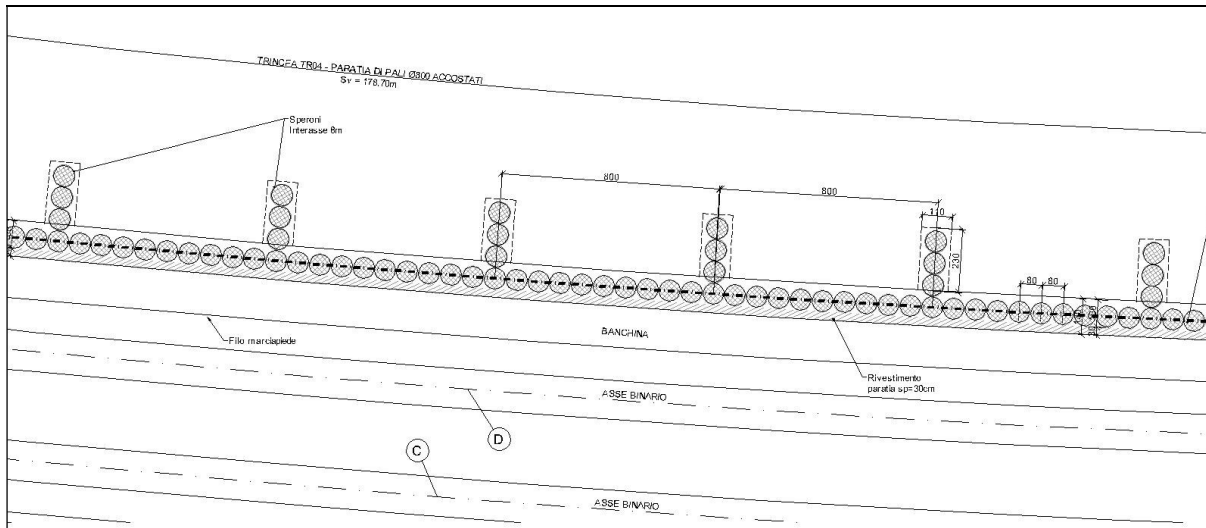 TRINCEA TR04 - PARATIA DI PALI Ø800 ACCOSTATI
Sv = 178.70m
Speroni
Interasse 8m
800
800
110
230
80
80
BANCHINA
Filo marciapiede
Rivestimento
paratia sp=30cm
ASSE BINARIO
D
C
ASSE BINARIO